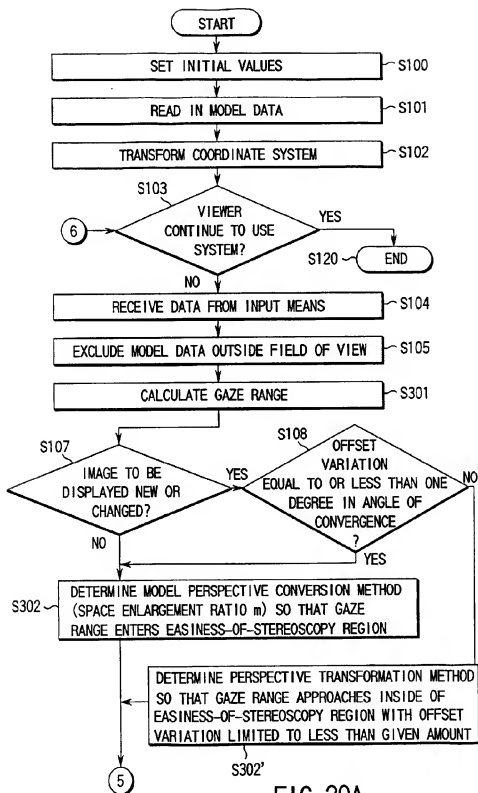 START
SET INITIAL VALUES
S100
READ IN MODEL DATA
S101
TRANSFORM COORDINATE SYSTEM
S102
S103
VIEWER
CONTINUE TO USE
SYSTEM?
YES
6
S120
END
NO
RECEIVE DATA FROM INPUT MEANS
S104
EXCLUDE MODEL DATA OUTSIDE FIELD OF VIEW
S105
CALCULATE GAZE RANGE
S301
S107
IMAGE TO BE
DISPLAYED NEW OR
CHANGED?
YES
NO
S108
OFFSET
VARIATION
EQUAL TO OR LESS THAN ONE
DEGREE IN ANGLE OF
CONVERGENCE
?
NO
YES
S302
DETERMINE MODEL PERSPECTIVE CONVERSION METHOD
(SPACE ENLARGEMENT RATIO m) SO THAT GAZE
RANGE ENTERS EASINESS-OF-STEREOSCOPY REGION
DETERMINE PERSPECTIVE TRANSFORMATION METHOD
SO THAT GAZE RANGE APPROACHES INSIDE OF
EASINESS-OF-STEREOSCOPY REGION WITH OFFSET
VARIATION LIMITED TO LESS THAN GIVEN AMOUNT
S302'
5